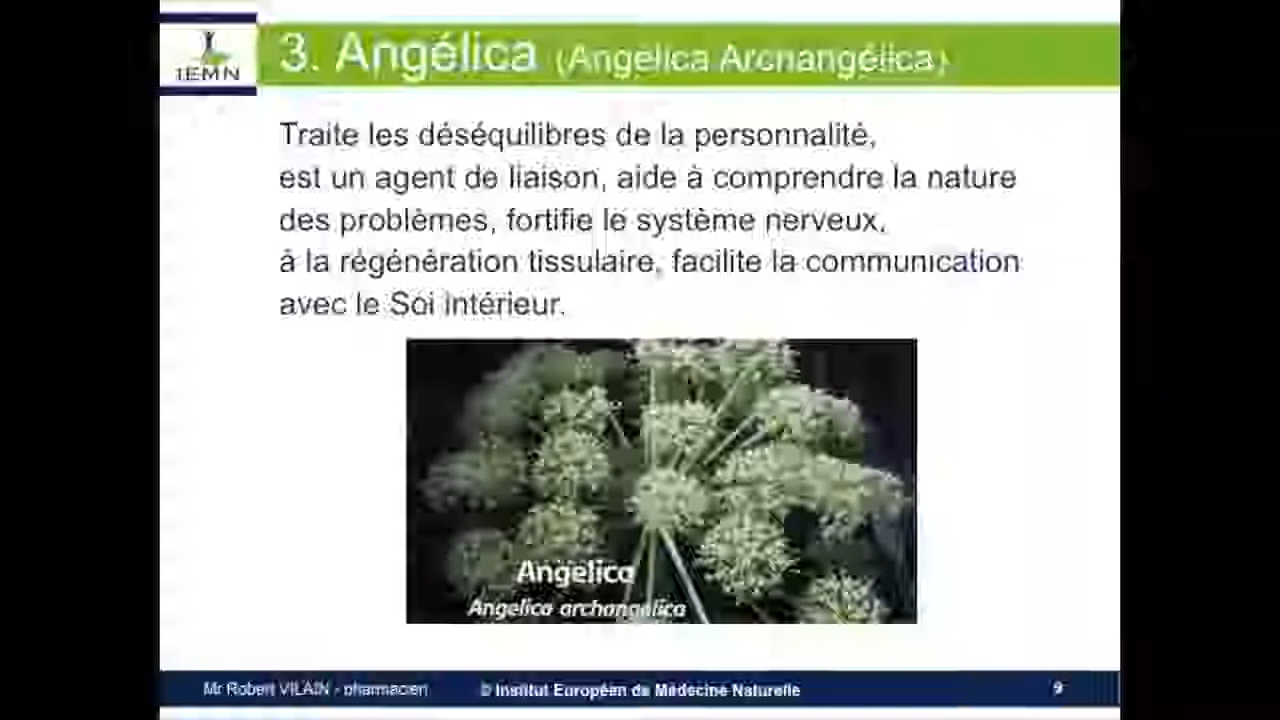 IEMN
3. Angélica (Angélica Arcnangélica)
Traite les déséquilibres de la personnalité,
est un agent de liaison, aide à comprendre la nature
des problèmes, fortifie le système nerveux,
à la régénération tissulaire, facilite la communication
avec le Soi intérieur.
Angelica
Angelica archangelica
Mr Robert VILAIN - pharmacien © Institut Européen de Médecine Naturelle 9